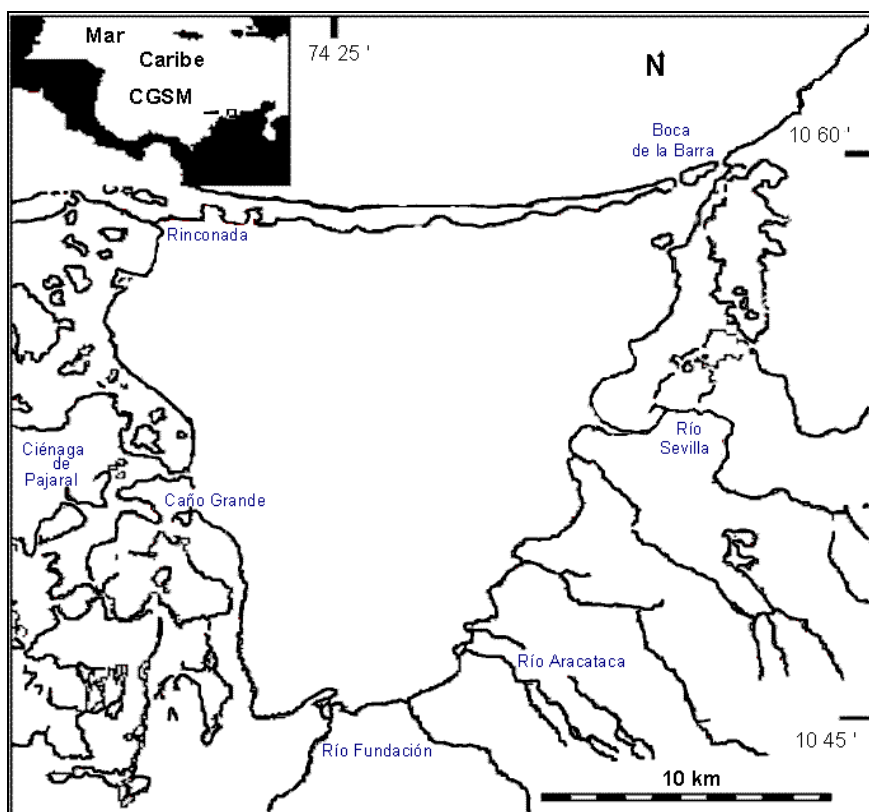 Mar
Caribe
CGSM
74 25 '
N
Boca
de la Barra
10 60 '
Rinconada
Ciénaga
de
Pajaral
Caño Grande
Río
Sevilla
Río Aracataca
Río Fundación
10 45 '
10 km